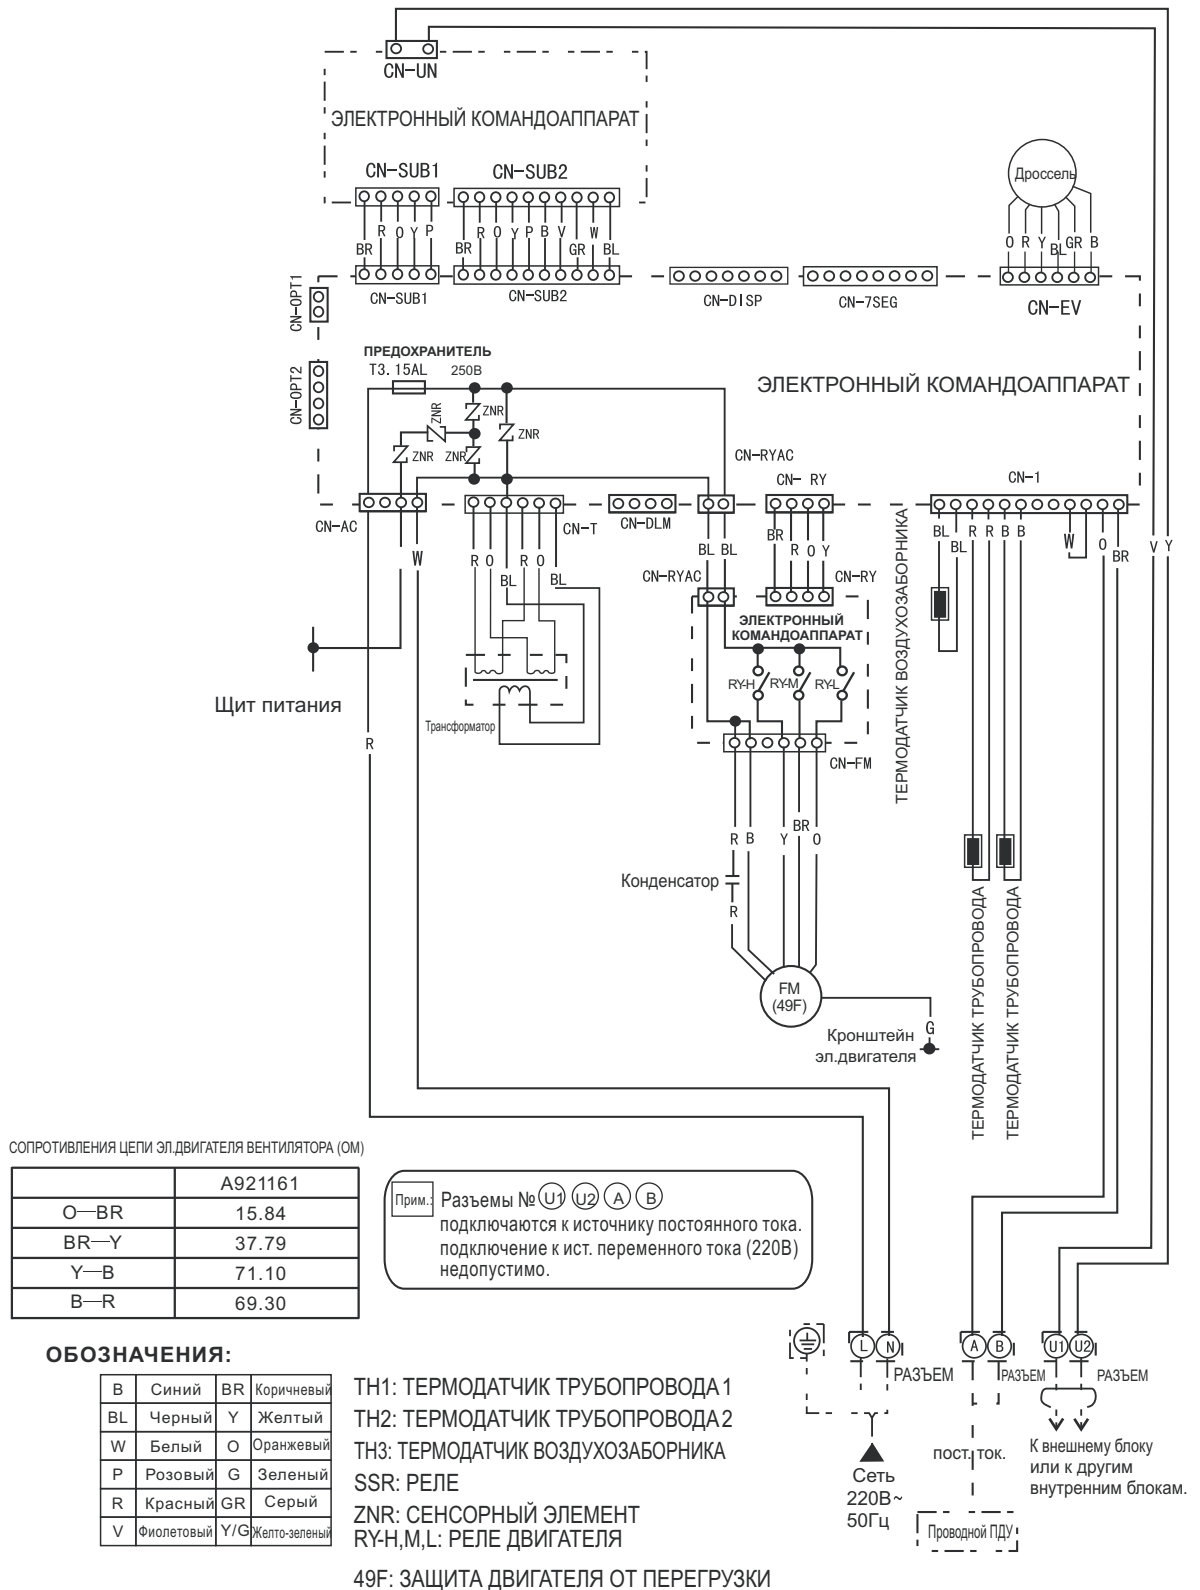 CN-UN
ЭЛЕКТРОННЫЙ КОМАНДОАППАРАТ
CN-SUB1 CN-SUB2
Дроссель
R O Y P R O Y P B V W
BR BR GR BL
O R Y BL GR B
CN-SUB1 CN-SUB2 CN-DISP CN-7SEG CN-EV
CN-OPT1
CN-OPT2
ПРЕДОХРАНИТЕЛЬ
T3. 15AL 250В
ЭЛЕКТРОННЫЙ КОМАНДОАППАРАТ
ZNR ZNR
ZNR
ZNR ZNR
CN-RYAC
CN- RY CN-1
CN-AC CN-T CN-DLM
W R O BL R O BL
BL BL BR R O Y
BL BL R R B B W O BR V Y
CN-RYAC CN-RY
ЭЛЕКТРОННЫЙ
КОМАНДОАППАРАТ
RY-H RY-M RY-L
ТЕРМОДАТЧИК ВОЗДУХОЗАБОРНИКА
Щит питания
Трансформатор
R
CN-FM
R B Y BR O
Конденсатор
R
FM
(49F)
G
Кронштейн
эл.двигателя
ТЕРМОДАТЧИК ТРУБОПРОВОДА
ТЕРМОДАТЧИК ТРУБОПРОВОДА
СОПРОТИВЛЕНИЯ ЦЕПИ ЭЛ.ДВИГАТЕЛЯ ВЕНТИЛЯТОРА (ОМ)
A921161
O—BR 15.84
BR—Y 37.79
Y—B 71.10
B—R 69.30
Прим.: Разъемы № U1 U2 A B
подключаются к источнику постоянного тока.
подключение к ист. переменного тока (220В)
недопустимо.
L N A B U1 U2
РАЗЪЕМ РАЗЪЕМ РАЗЪЕМ
пост. ток.
К внешнему блоку
или к другим
внутренним блокам.
Сеть
220В~
50Гц
Проводной ПДУ
ОБОЗНАЧЕНИЯ:
B Синий BR Коричневый
BL Черный Y Желтый
W Белый O Оранжевый
P Розовый G Зеленый
R Красный GR Серый
V Фиолетовый Y/G Желто-зеленый
TH1: ТЕРМОДАТЧИК ТРУБОПРОВОДА 1
TH2: ТЕРМОДАТЧИК ТРУБОПРОВОДА 2
TH3: ТЕРМОДАТЧИК ВОЗДУХОЗАБОРНИКА
SSR: РЕЛЕ
ZNR: СЕНСОРНЫЙ ЭЛЕМЕНТ
RY-H,M,L: РЕЛЕ ДВИГАТЕЛЯ
49F: ЗАЩИТА ДВИГАТЕЛЯ ОТ ПЕРЕГРУЗКИ